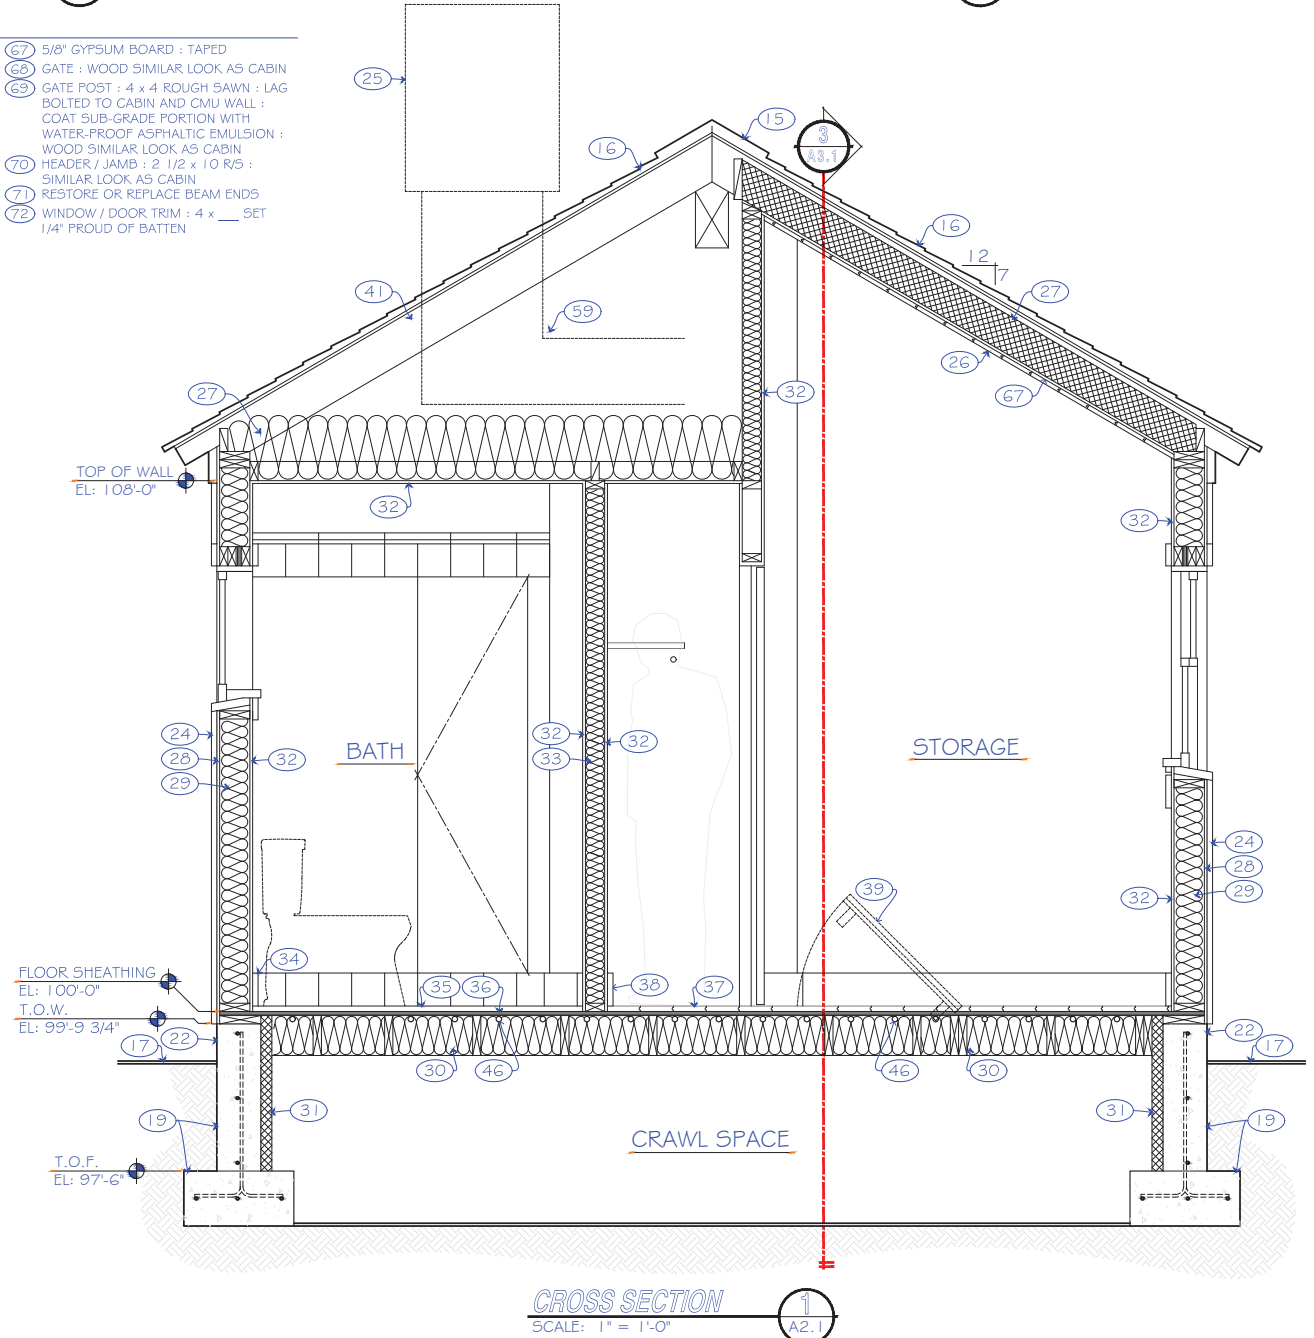 67 5/8" GYPSUM BOARD : TAPED
68 GATE : WOOD SIMILAR LOOK AS CABIN
69 GATE POST : 4 x 4 ROUGH SAWN : LAG
BOLTED TO CABIN AND CMU WALL :
COAT SUB-GRADE PORTION WITH
WATER-PROOF ASPHALTIC EMULSION :
WOOD SIMILAR LOOK AS CABIN
70 HEADER / JAMB : 2 1/2 x 10 R/S :
SIMILAR LOOK AS CABIN
71 RESTORE OR REPLACE BEAM ENDS
72 WINDOW / DOOR TRIM : 4 x ___ SET
1/4" PROUD OF BATTEN
25
15
3
A3.1
16
16
12
7
41
59
27
26
67
27
32
TOP OF WALL
EL: 108'-0"
32
32
24
28
29
32
BATH
32
33
32
STORAGE
24
28
29
32
39
34
35
36
38
37
FLOOR SHEATHING
EL: 100'-0"
T.O.W.
EL: 99'-9 3/4"
17
22
22
17
30
46
46
30
31
31
19
19
CRAWL SPACE
T.O.F.
EL: 97'-6"
CROSS SECTION
SCALE: 1" = 1'-0"
1
A2.1